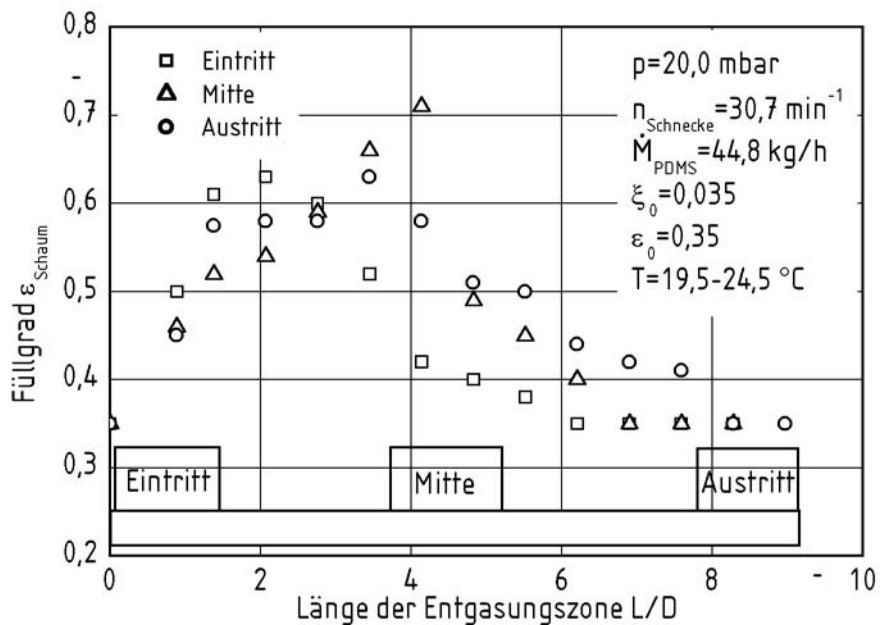 0,8
-
0,7
0,6
0,5
0,4
0,3
0,2
Füllgrad ε_Schaum
Eintritt
Mitte
Austritt
p=20,0 mbar
n_Schnecke=30,7 min⁻¹
Ṁ_PDMS=44,8 kg/h
ξ₀=0,035
ε₀=0,35
T=19,5-24,5 °C
Eintritt
Mitte
Austritt
0 2 4 6 8 - 10
Länge der Entgasungszone L/D